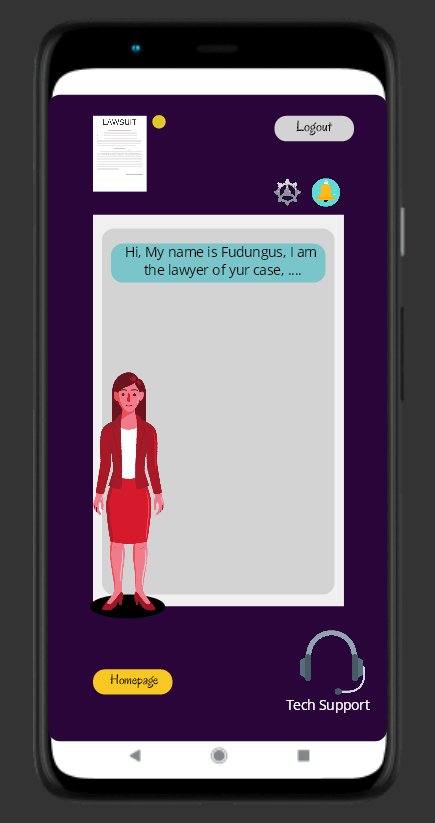 LAWSUIT
Logout
Hi, My name is Fudungus, I am
the lawyer of yur case, ....
Homepage
Tech Support